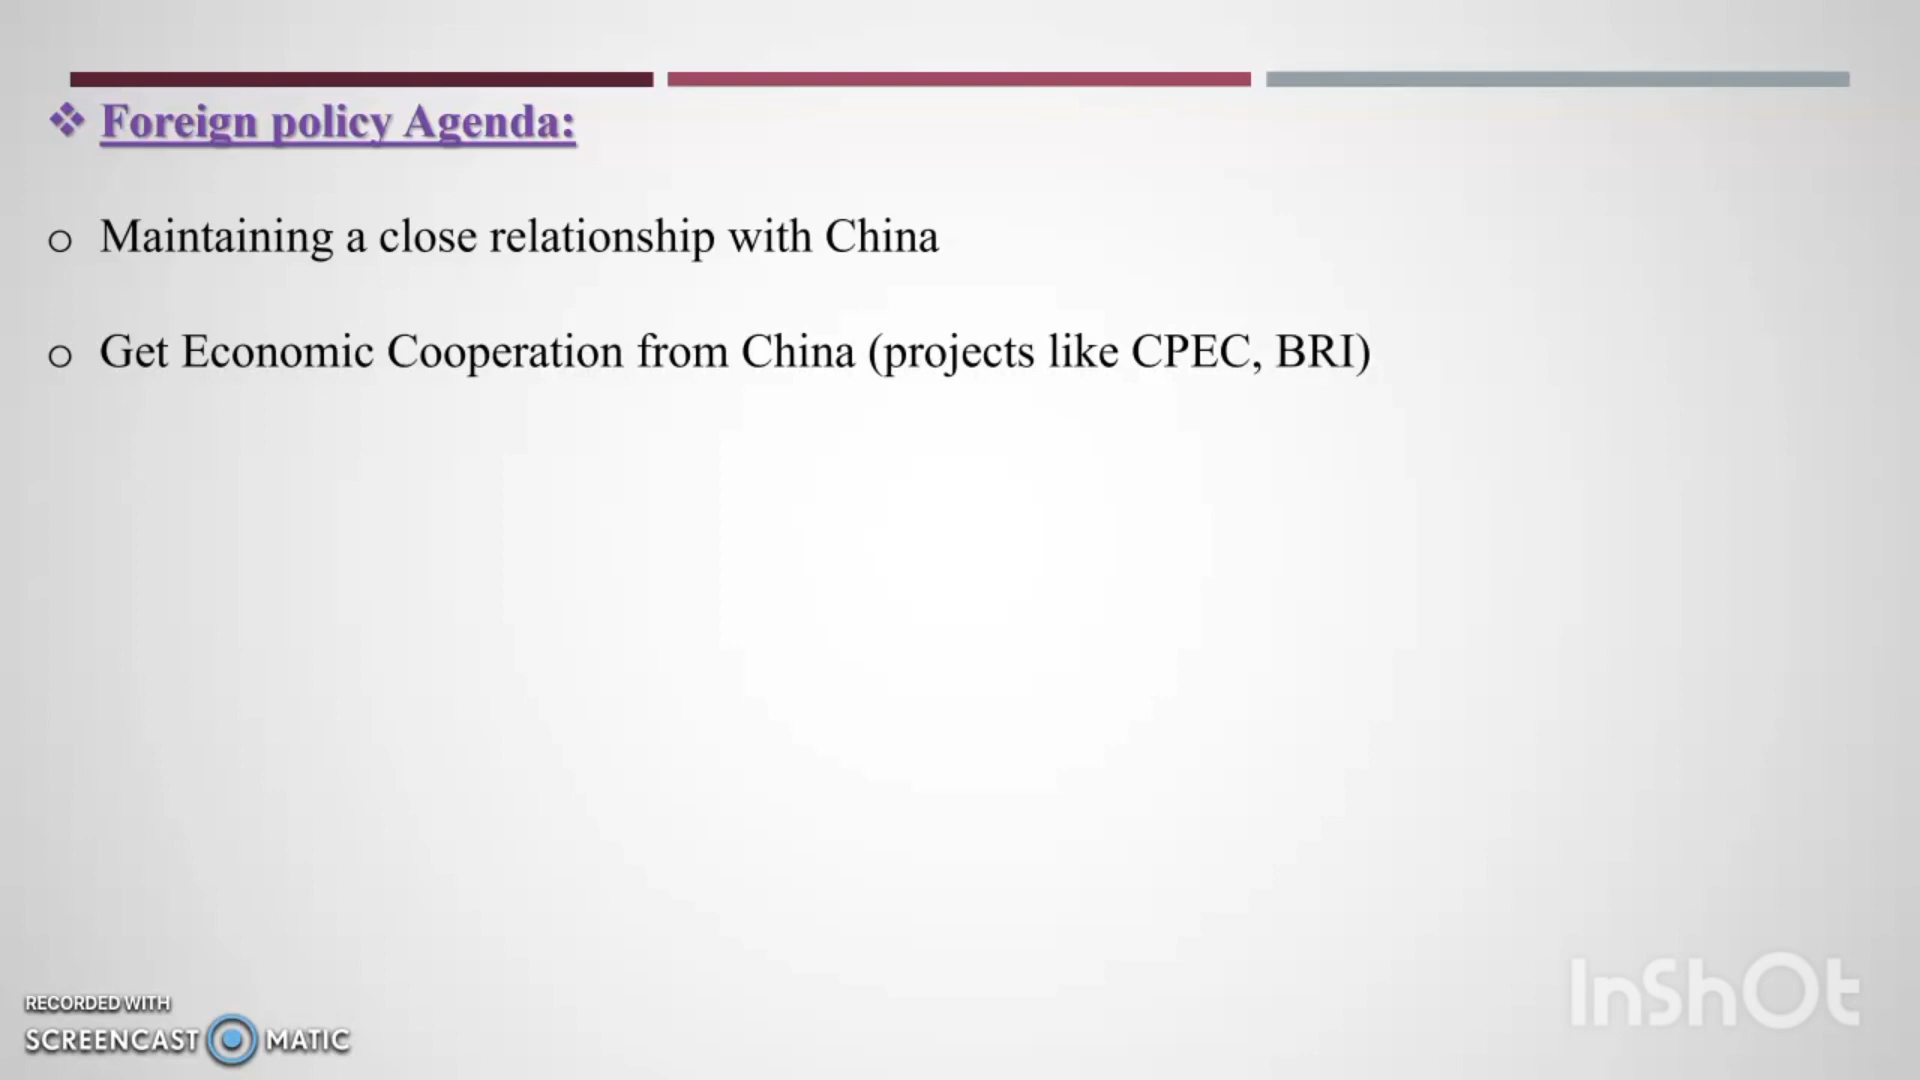 ❖ Foreign policy Agenda:
o Maintaining a close relationship with China
o Get Economic Cooperation from China (projects like CPEC, BRI)
RECORDED WITH
SCREENCAST MATIC
InShOt